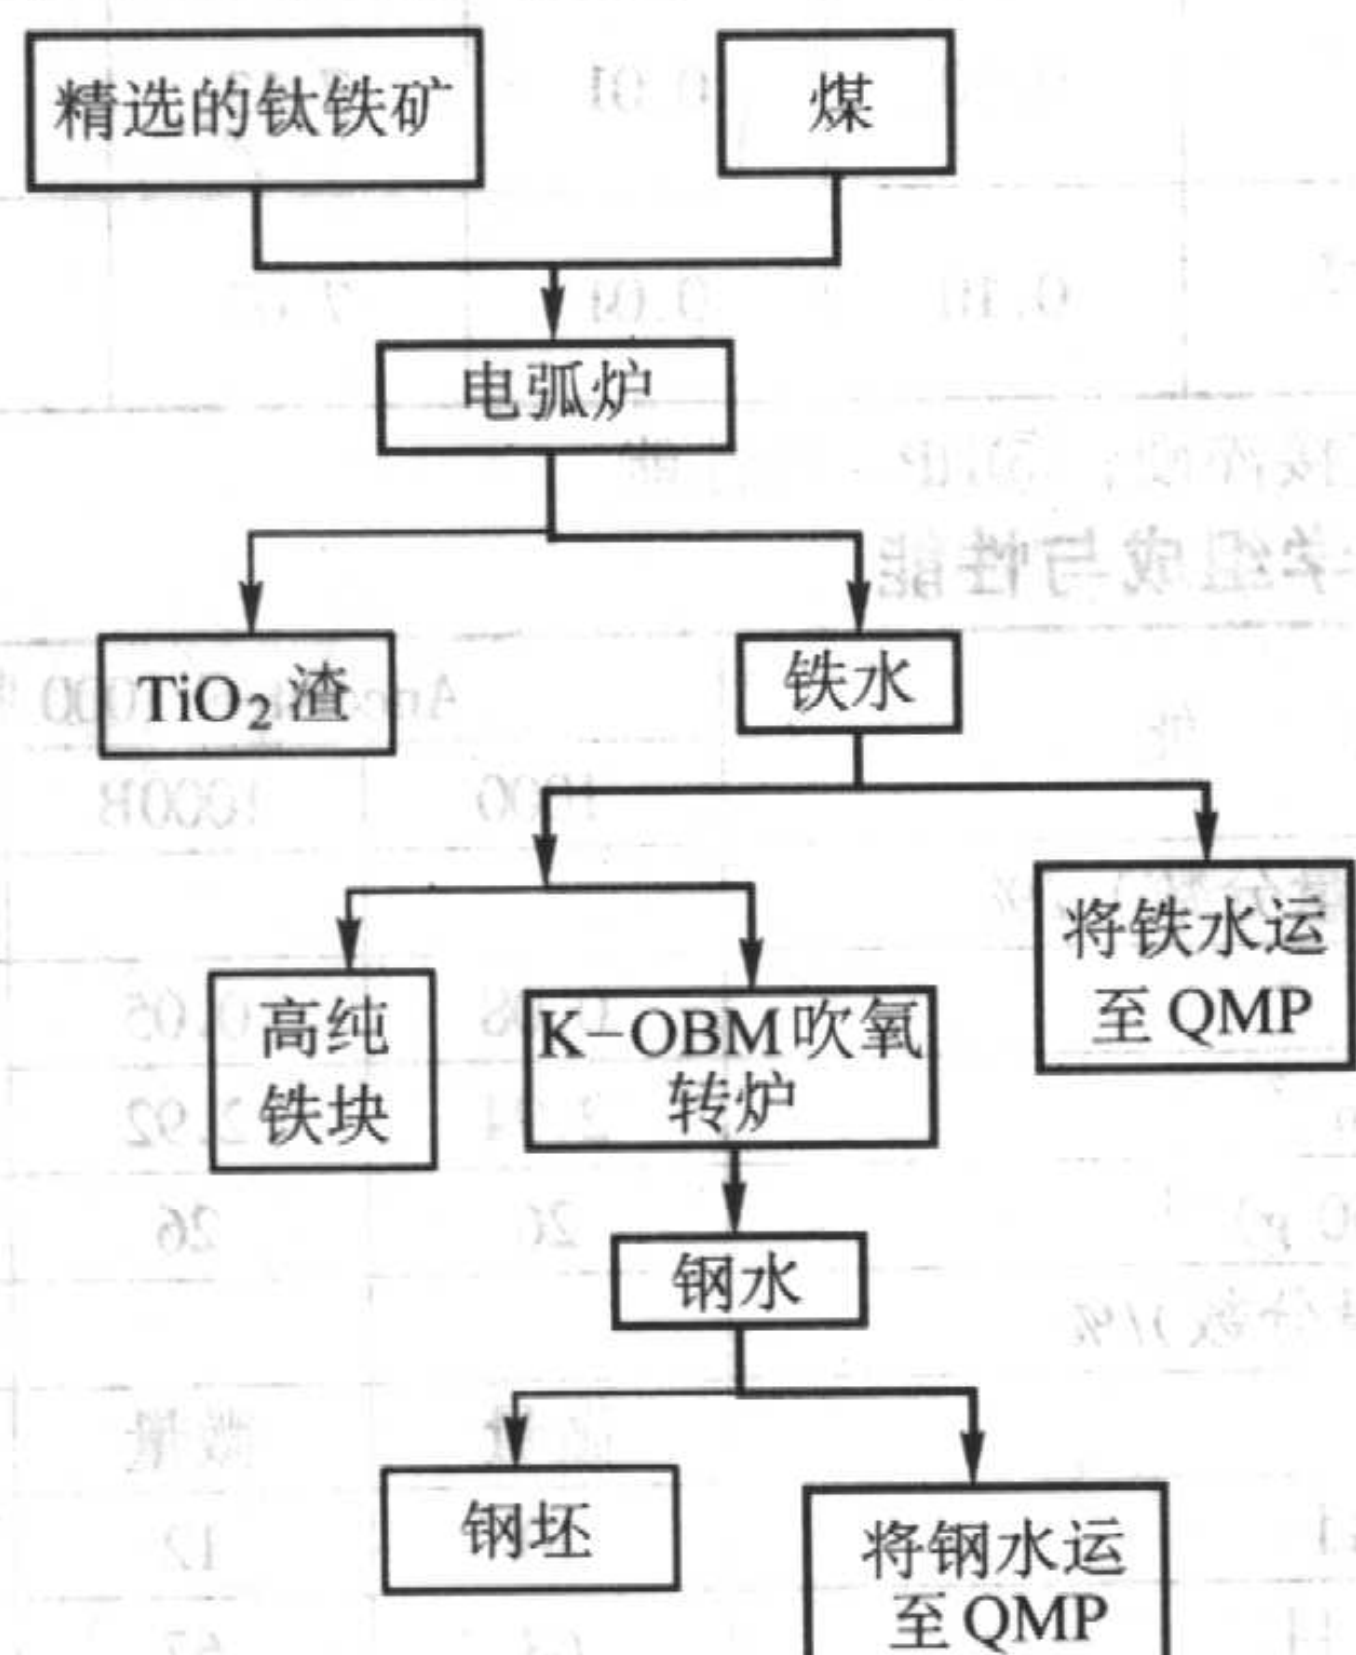 精选的钛铁矿
煤
电弧炉
TiO₂渣
铁水
高纯
铁块
K-OBM吹氧
转炉
将铁水运
至QMP
钢水
钢坯
将钢水运
至QMP